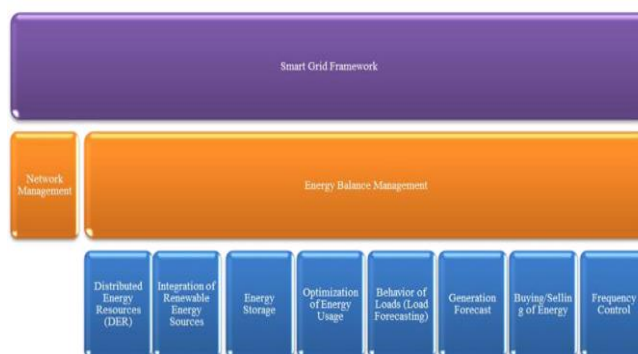 Smart Grid Framework
Network
Management
Energy Balance Management
Distributed
Energy
Resources
(DER)
Integration of
Renewable
Energy
Sources
Energy
Storage
Optimization
of Energy
Usage
Behavior of
Loads (Load
Forecasting)
Generation
Forecast
Buying/Sellin
g of Energy
Frequency
Control